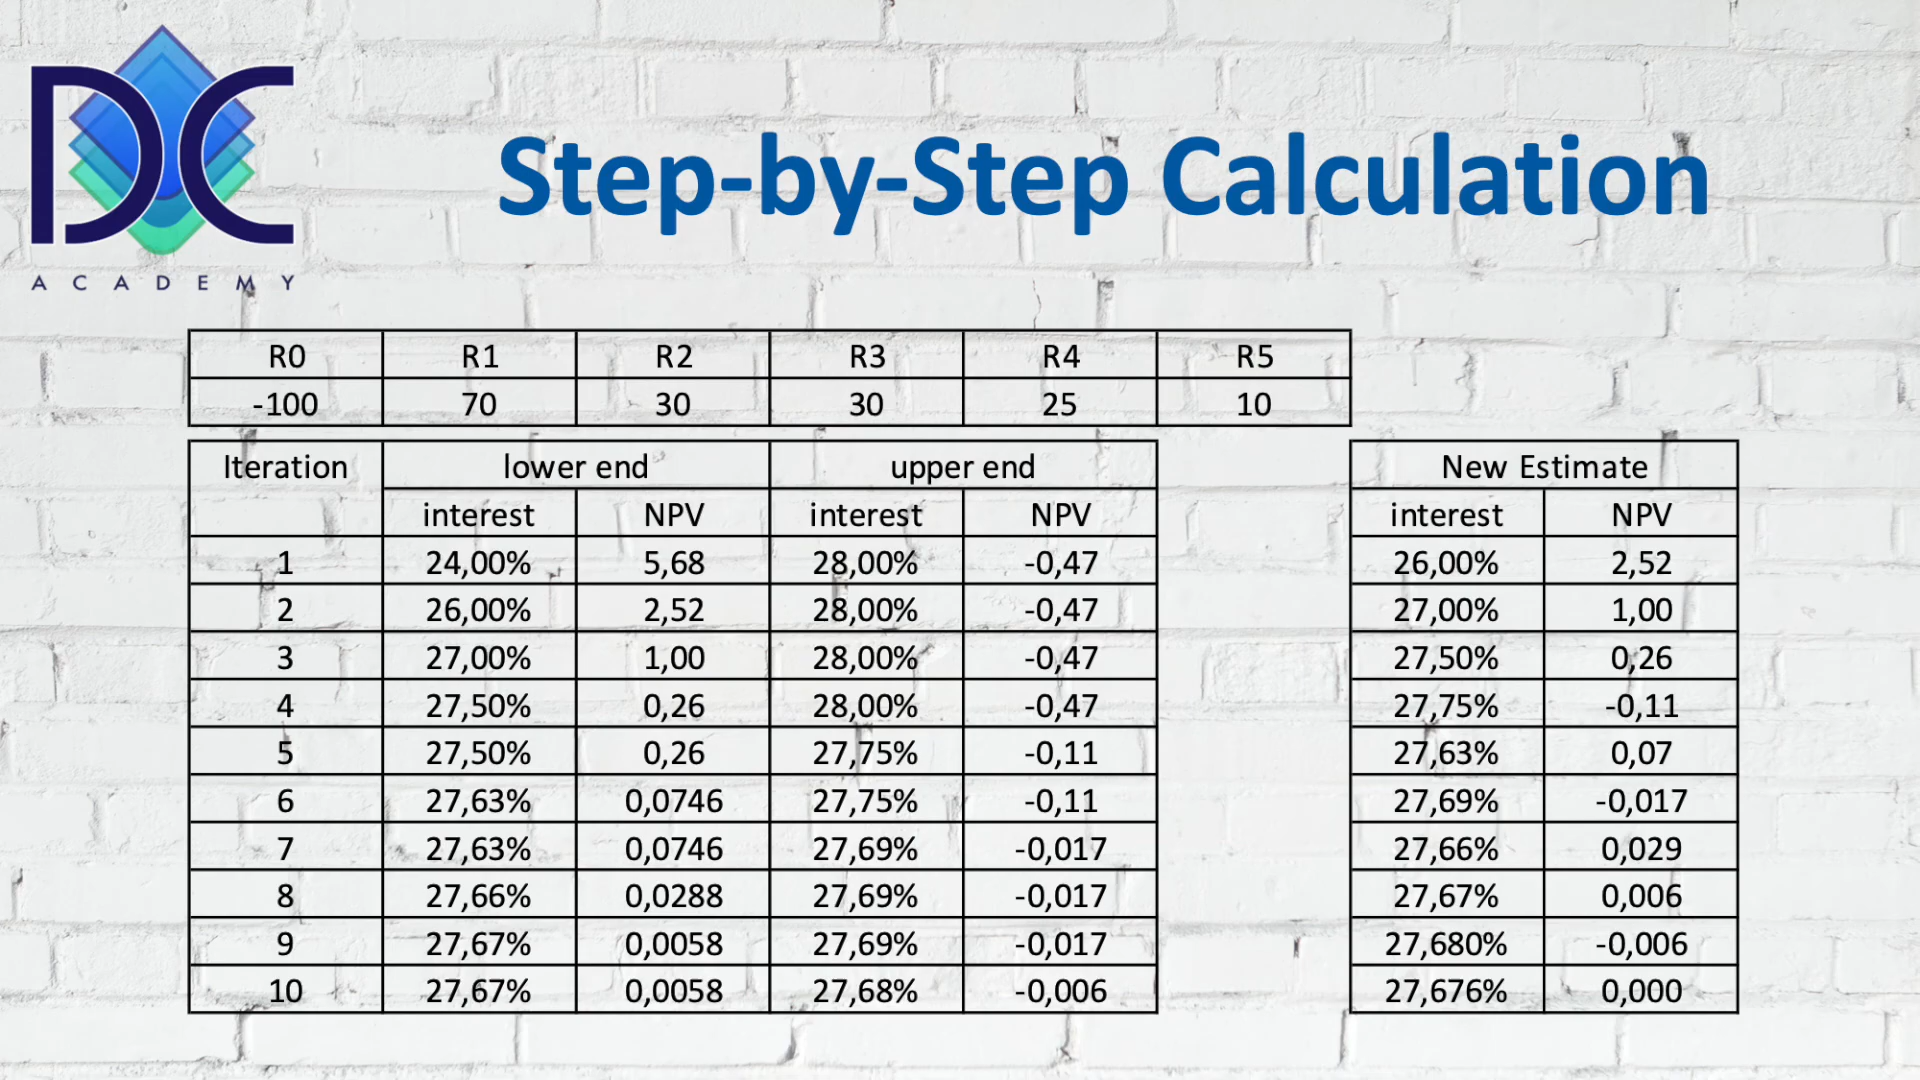 DC
ACADEMY
Step-by-Step Calculation
R0 R1 R2 R3 R4 R5
-100 70 30 30 25 10
Iteration lower end upper end New Estimate
interest NPV interest NPV interest NPV
1 24,00% 5,68 28,00% -0,47 26,00% 2,52
2 26,00% 2,52 28,00% -0,47 27,00% 1,00
3 27,00% 1,00 28,00% -0,47 27,50% 0,26
4 27,50% 0,26 28,00% -0,47 27,75% -0,11
5 27,50% 0,26 27,75% -0,11 27,63% 0,07
6 27,63% 0,0746 27,75% -0,11 27,69% -0,017
7 27,63% 0,0746 27,69% -0,017 27,66% 0,029
8 27,66% 0,0288 27,69% -0,017 27,67% 0,006
9 27,67% 0,0058 27,69% -0,017 27,680% -0,006
10 27,67% 0,0058 27,68% -0,006 27,676% 0,000